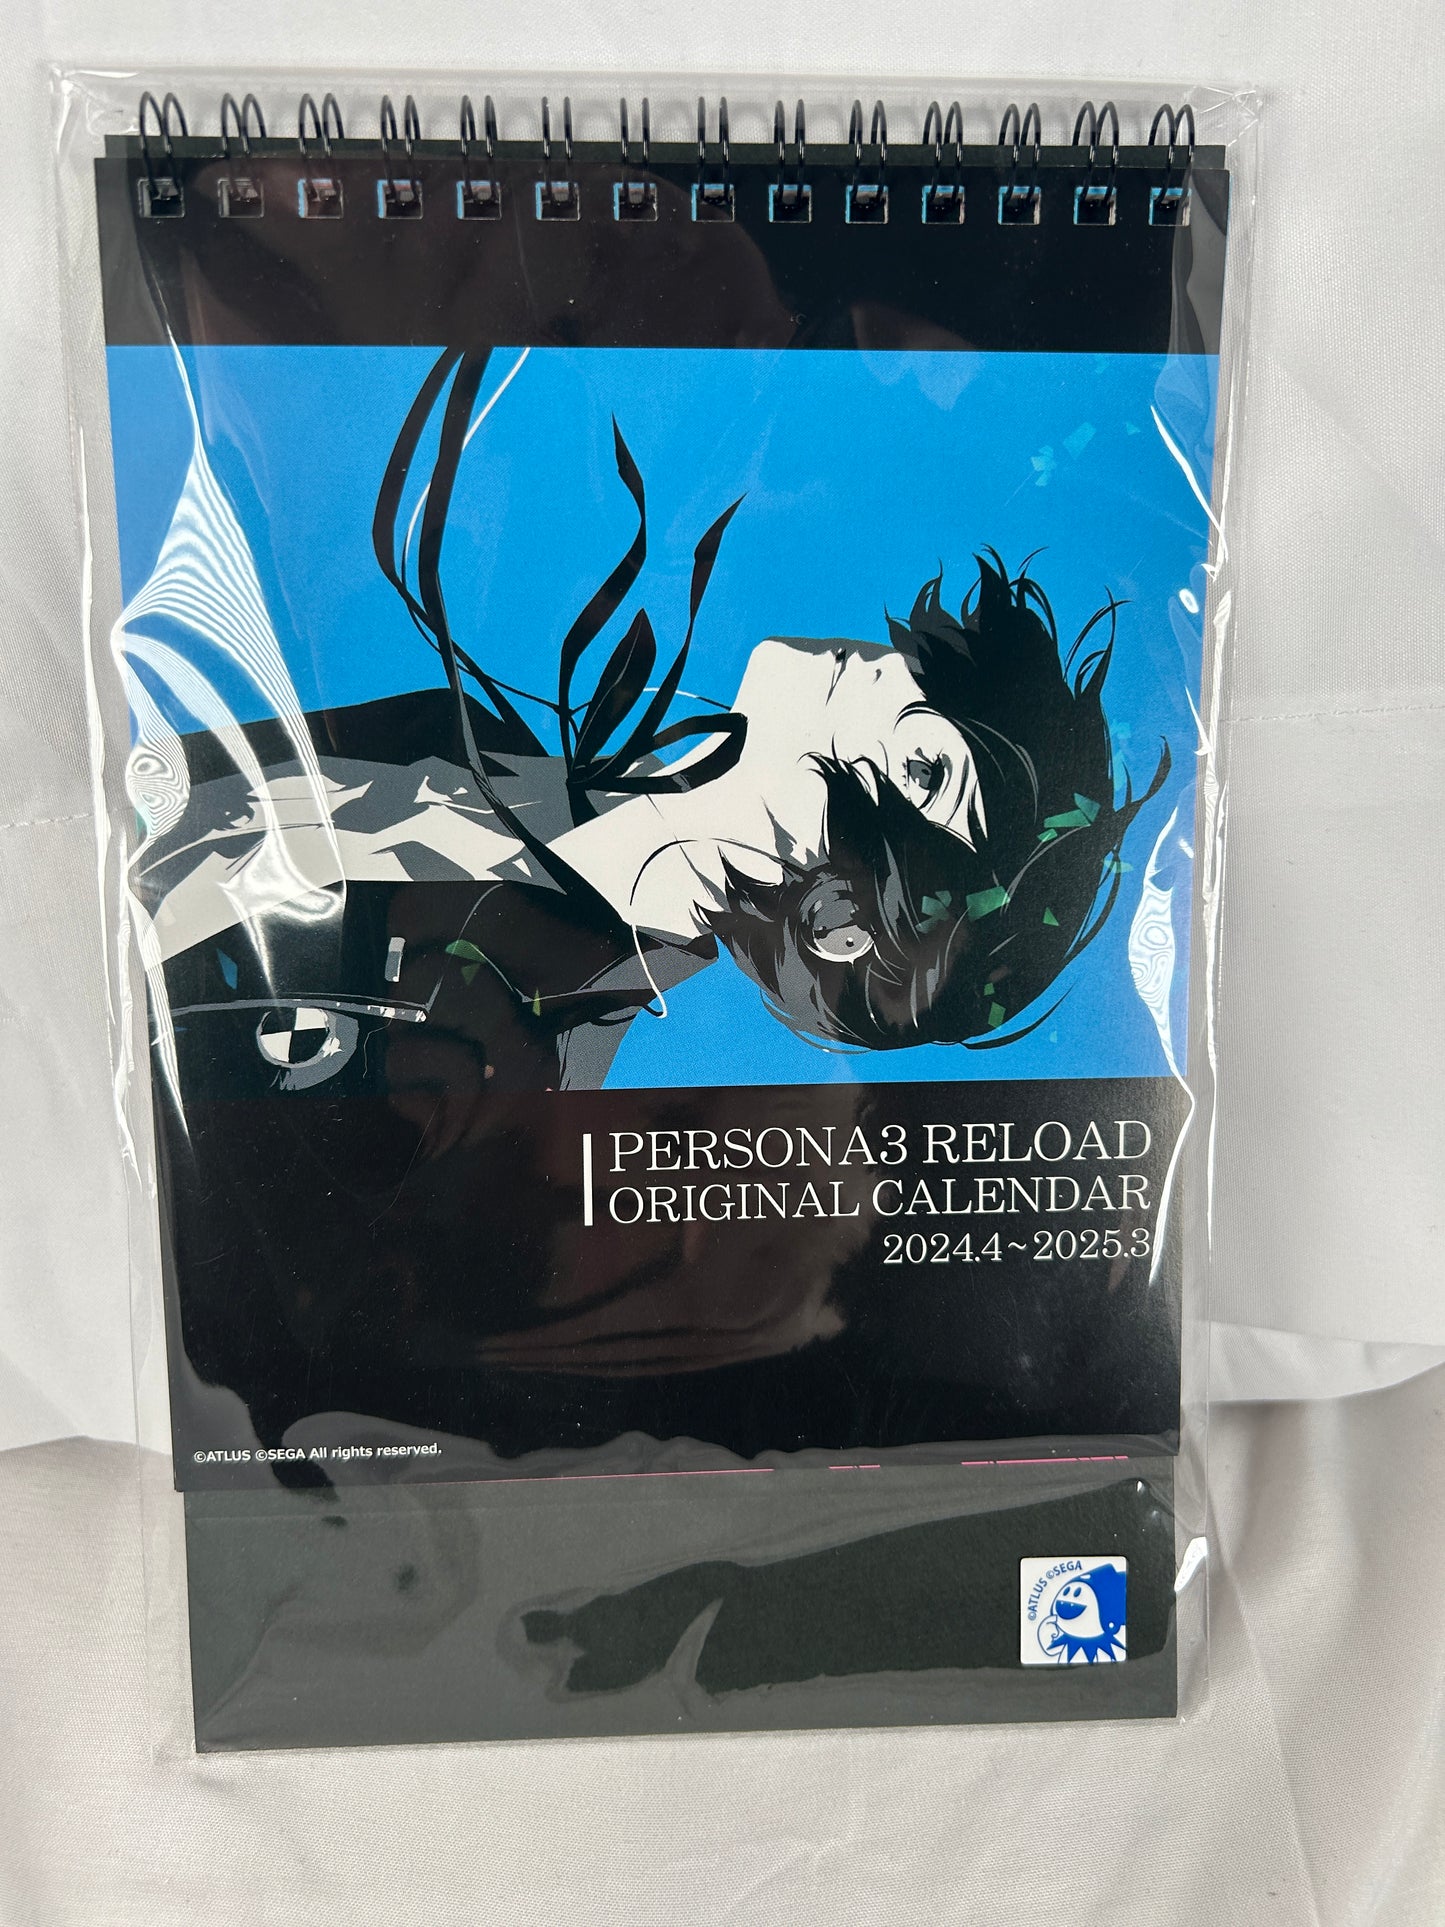 PERSONA3 RELOAD
ORIGINAL CALENDAR
2024.4~2025.3
©ATLUS ©SEGA All rights reserved.
©ATLUS ©SEGA